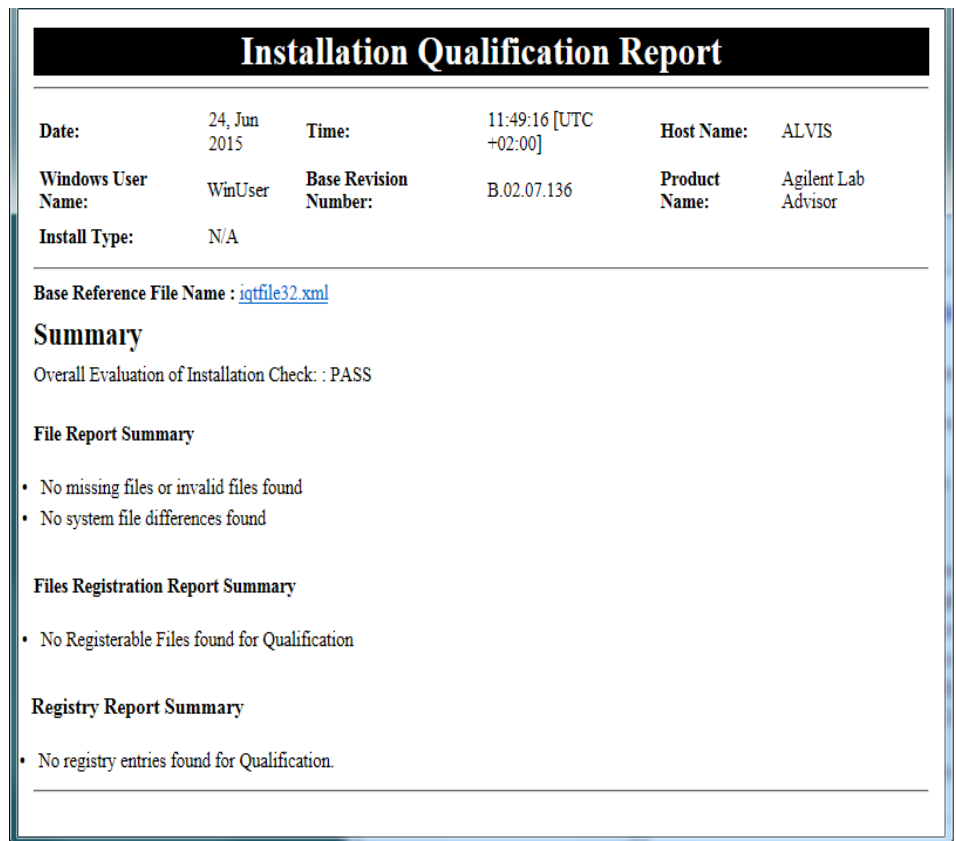 Installation Qualification Report
Date: 24, Jun 2015 Time: 11:49:16 [UTC +02:00] Host Name: ALVIS
Windows User Name: WinUser Base Revision Number: B.02.07.136 Product Name: Agilent Lab Advisor
Install Type: N/A
Base Reference File Name : iqtfile32.xml
Summary
Overall Evaluation of Installation Check: : PASS
File Report Summary
• No missing files or invalid files found
• No system file differences found
Files Registration Report Summary
• No Registerable Files found for Qualification
Registry Report Summary
• No registry entries found for Qualification.